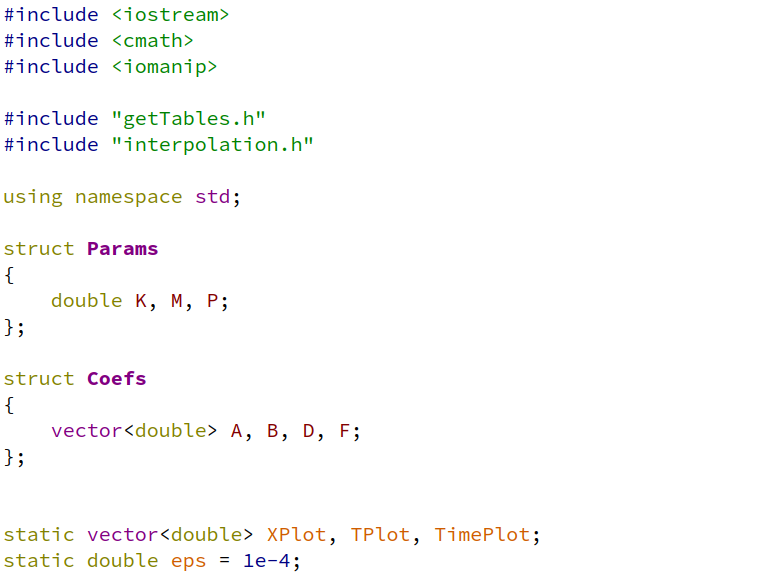 #include <iostream>
#include <cmath>
#include <iomanip>

#include "getTables.h"
#include "interpolation.h"

using namespace std;

struct Params
{
    double K, M, P;
};

struct Coefs
{
    vector<double> A, B, D, F;
};


static vector<double> XPlot, TPlot, TimePlot;
static double eps = 1e-4;